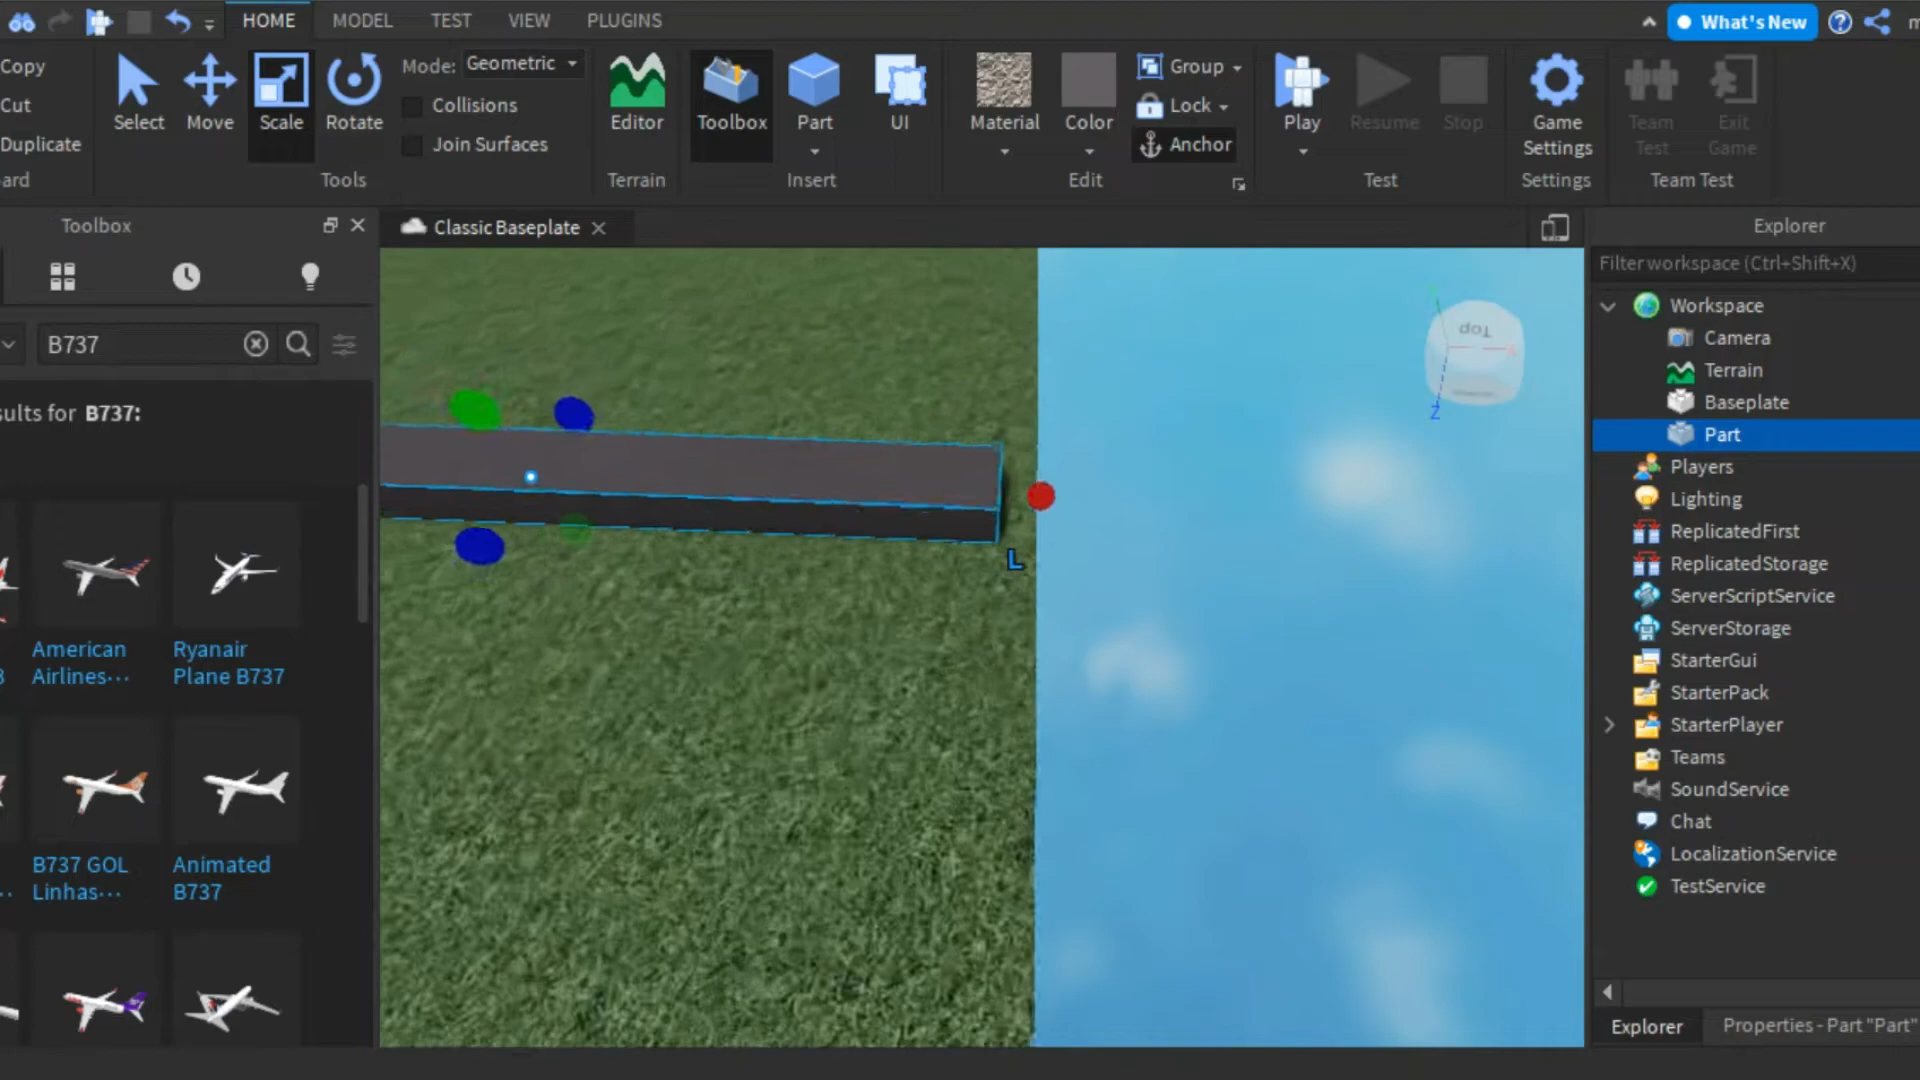 HOME MODEL TEST VIEW PLUGINS
What's New
Copy
Cut
Duplicate
Select Move Scale Rotate
Mode: Geometric
Collisions
Join Surfaces
Tools
Editor
Terrain
Toolbox Part UI
Insert
Material Color
Group
Lock
Anchor
Edit
Play Resume Stop
Test
Game
Settings
Settings
Team
Test
Exit
Game
Team Test
Toolbox
Classic Baseplate
Explorer
B737
B737:
American
Airlines...
Ryanair
Plane B737
B737 GOL
Linhas...
Animated
B737
Top
Z
L
Filter workspace (Ctrl+Shift+X)
Workspace
Camera
Terrain
Baseplate
Part
Players
Lighting
ReplicatedFirst
ReplicatedStorage
ServerScriptService
ServerStorage
StarterGui
StarterPack
StarterPlayer
Teams
SoundService
Chat
LocalizationService
TestService
Explorer
Properties - Part "Part"